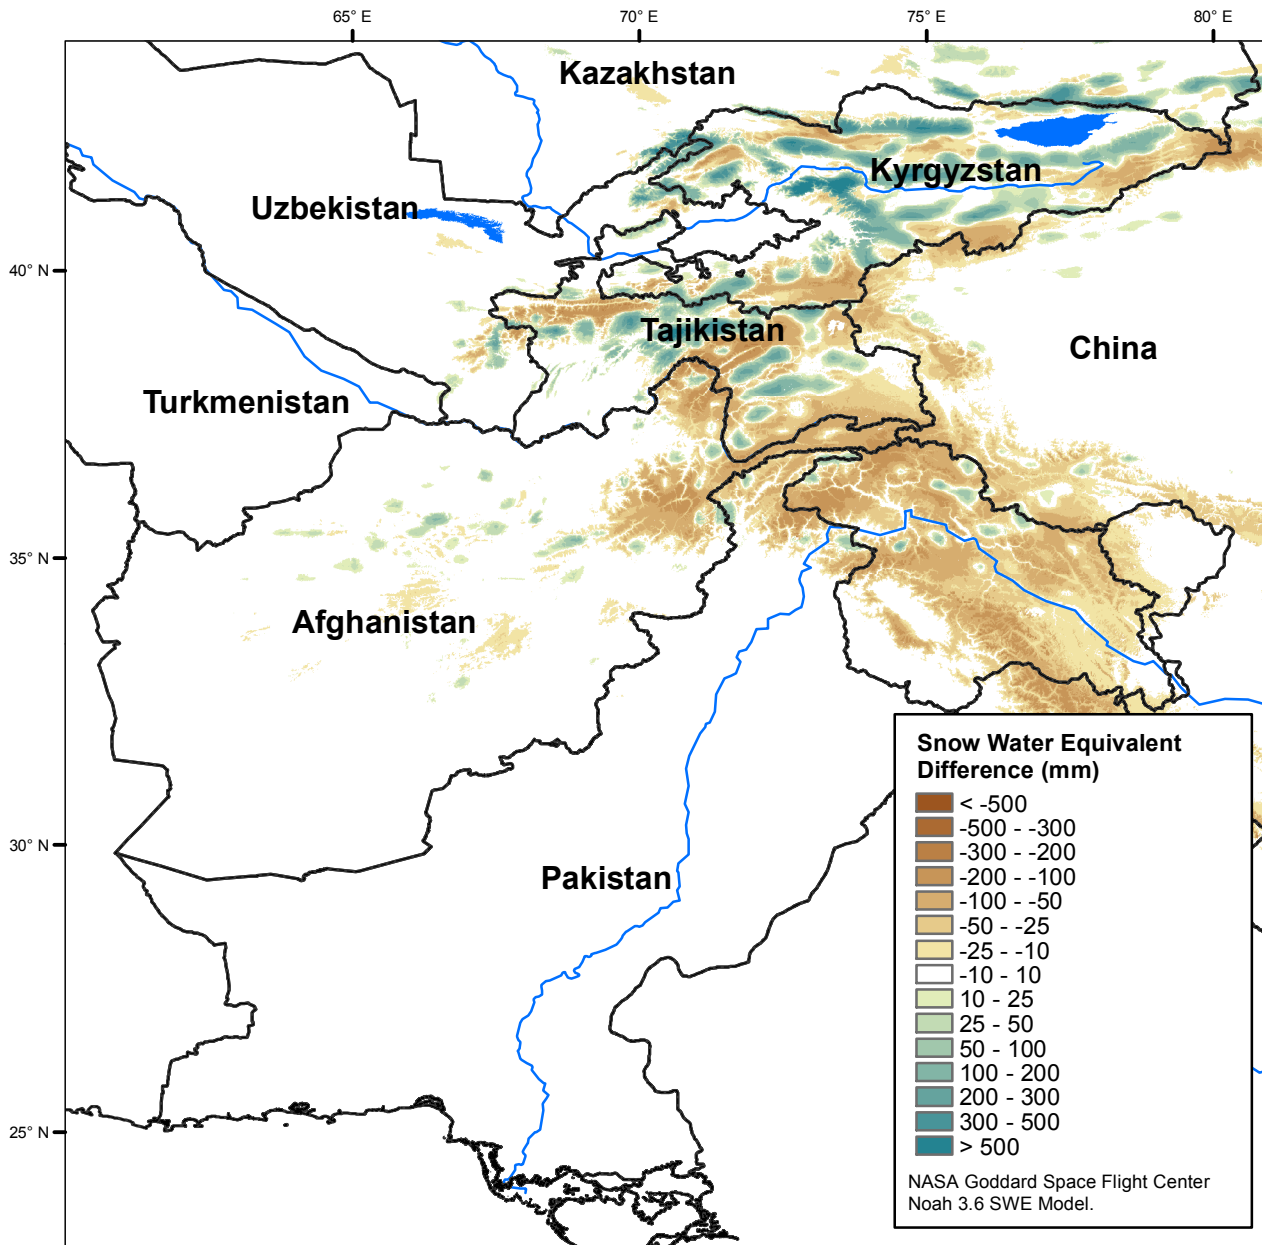 65° E
70° E
75° E
80° E
Kazakhstan
Kyrgyzstan
Uzbekistan
40° N
Tajikistan
China
Turkmenistan
35° N
Afghanistan
Snow Water Equivalent
Difference (mm)
< -500
-500 - -300
-300 - -200
-200 - -100
-100 - -50
-50 - -25
-25 - -10
-10 - 10
10 - 25
25 - 50
50 - 100
100 - 200
200 - 300
300 - 500
> 500
NASA Goddard Space Flight Center
Noah 3.6 SWE Model.
30° N
Pakistan
25° N